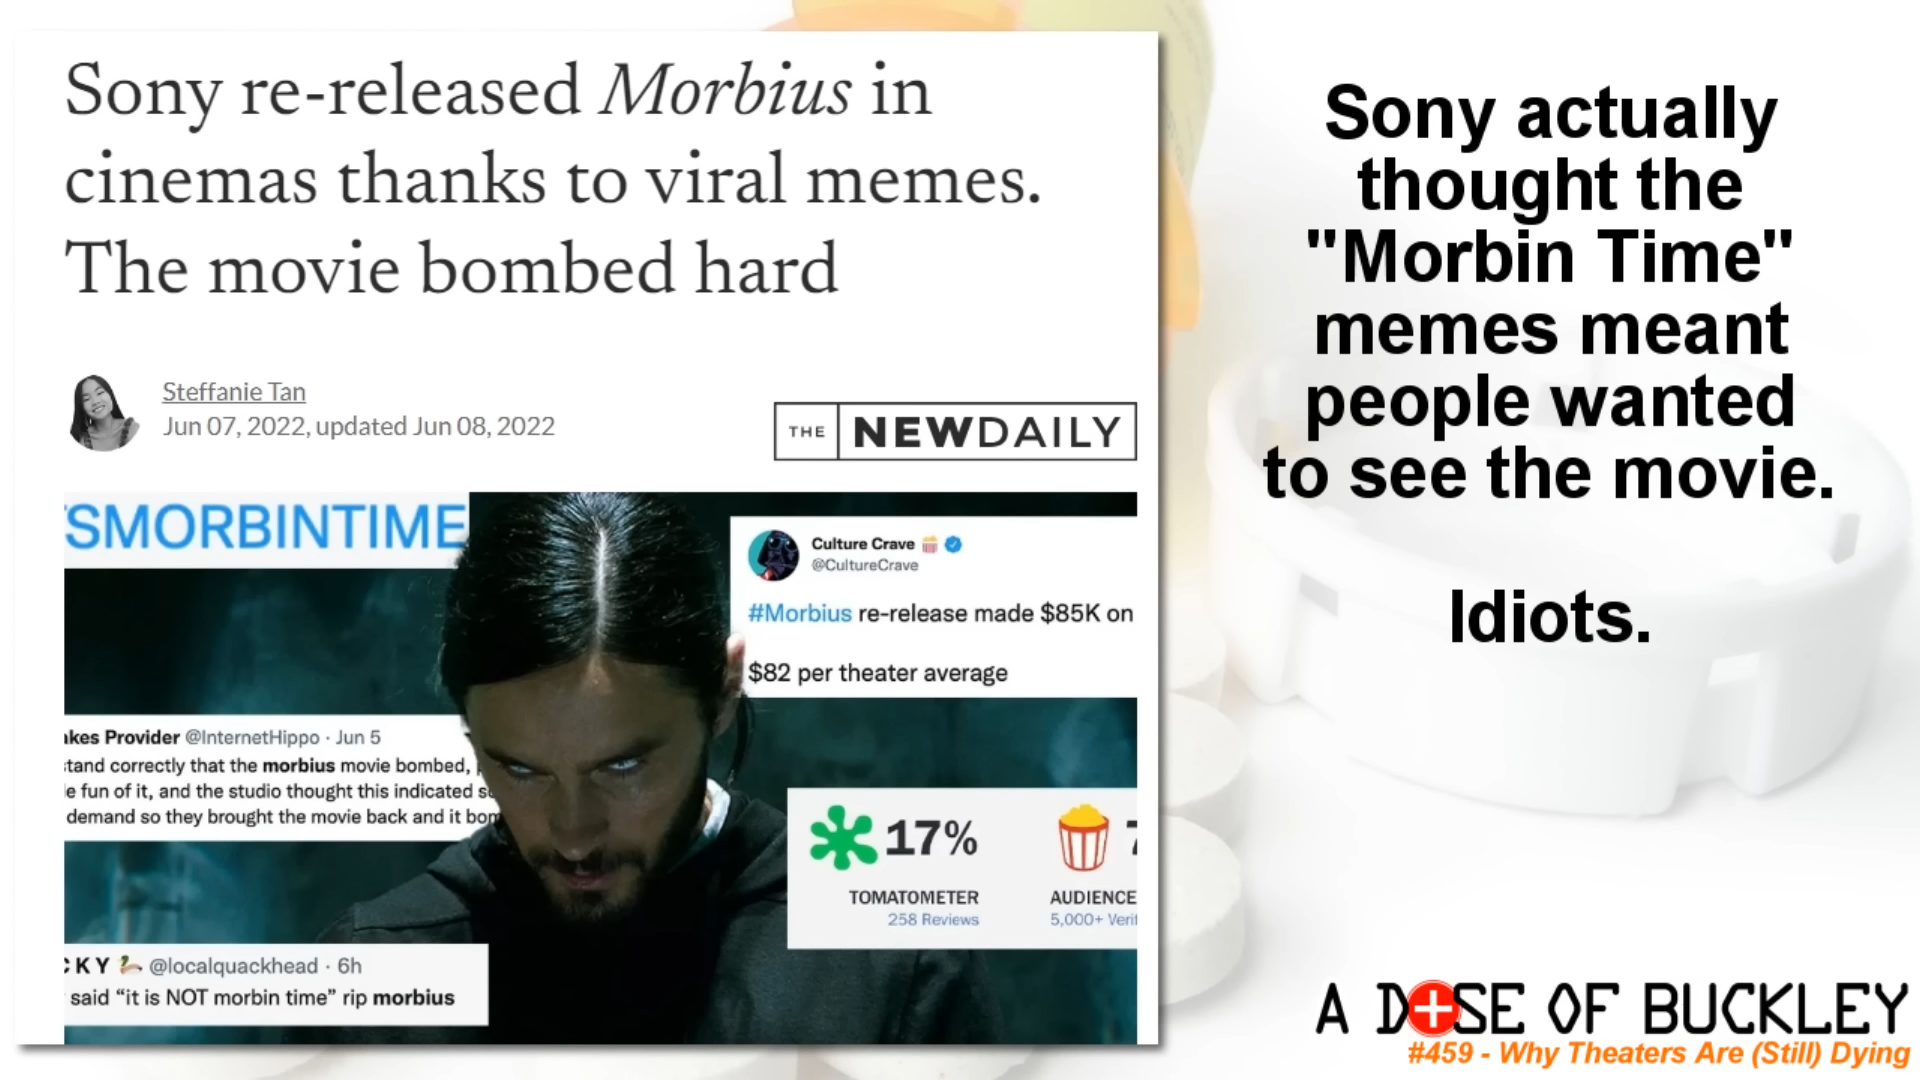 Sony re-released Morbius in
cinemas thanks to viral memes.
The movie bombed hard
Steffanie Tan
Jun 07, 2022, updated Jun 08, 2022
THE NEWDAILY
SMORBINTIME
Culture Crave @CultureCrave
#Morbius re-release made $85K on
$82 per theater average
akes Provider @InternetHippo · Jun 5
stand correctly that the morbius movie bombed,
e fun of it, and the studio thought this indicated
demand so they brought the movie back and it bom
17%
TOMATOMETER
258 Reviews
AUDIENCE
5,000+ Verif
CKY @localquackhead · 6h
said “it is NOT morbin time” rip morbius
Sony actually
thought the
"Morbin Time"
memes meant
people wanted
to see the movie.
Idiots.
A DOSE OF BUCKLEY
#459 - Why Theaters Are (Still) Dying